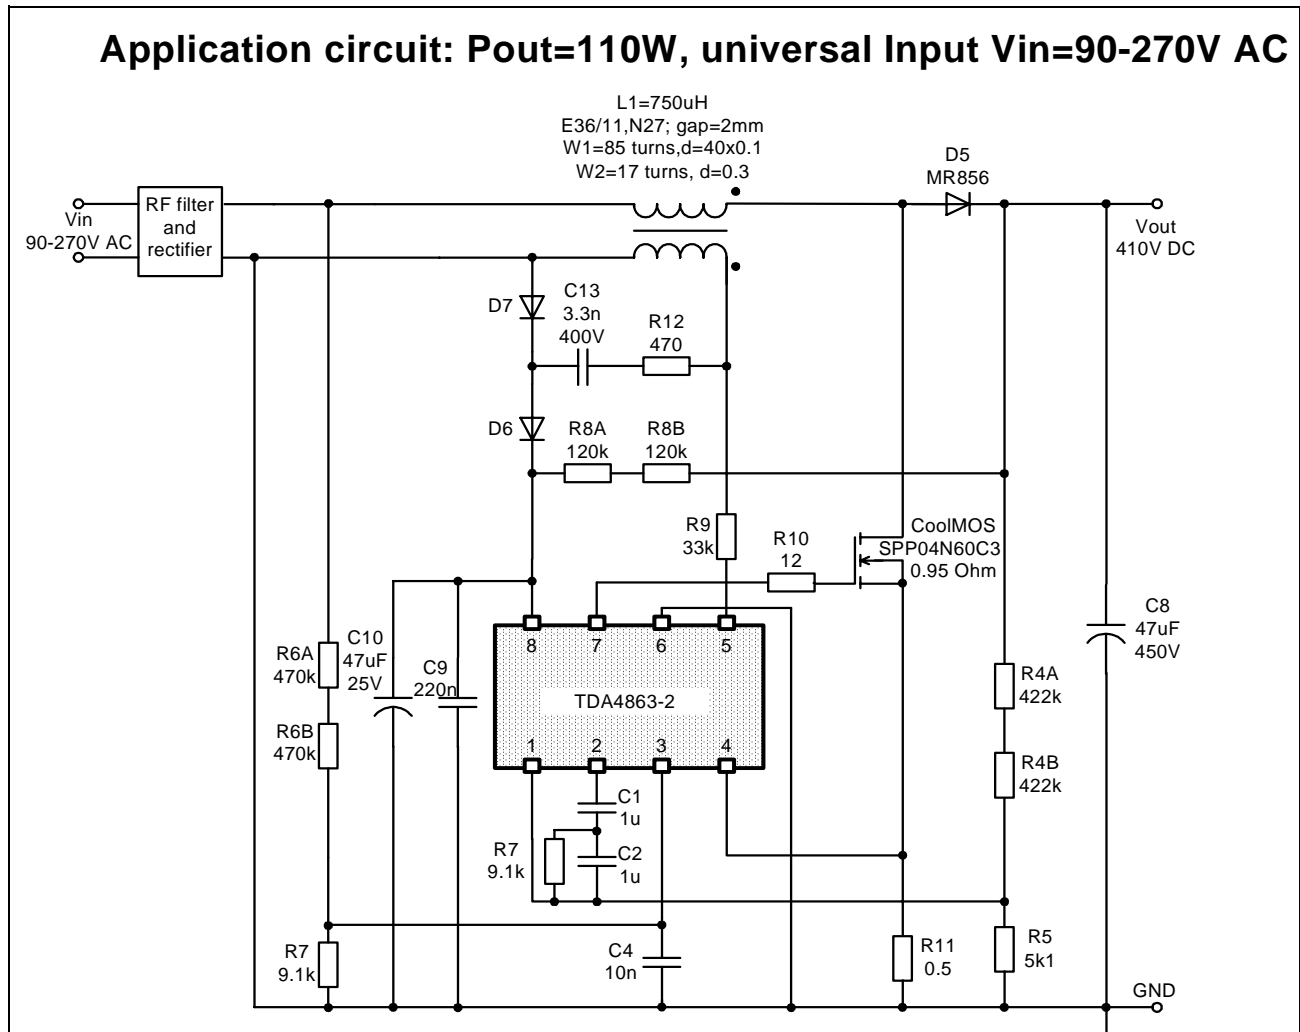 Application circuit: Pout=110W, universal Input Vin=90-270V AC
L1=750uH
E36/11,N27; gap=2mm
W1=85 turns,d=40x0.1
W2=17 turns, d=0.3
D5
MR856
RF filter
and
rectifier
Vin
90-270V AC
Vout
410V DC
D7
C13
3.3n
400V
R12
470
D6
R8A
120k
R8B
120k
R9
33k
R10
12
CoolMOS
SPP04N60C3
0.95 Ohm
C8
47uF
450V
R6A
470k
C10
47uF
25V
C9
220n
8
7
6
5
TDA4863-2
1
2
3
4
R4A
422k
R6B
470k
R4B
422k
C1
1u
R7
9.1k
C2
1u
R7
9.1k
C4
10n
R11
0.5
R5
5k1
GND